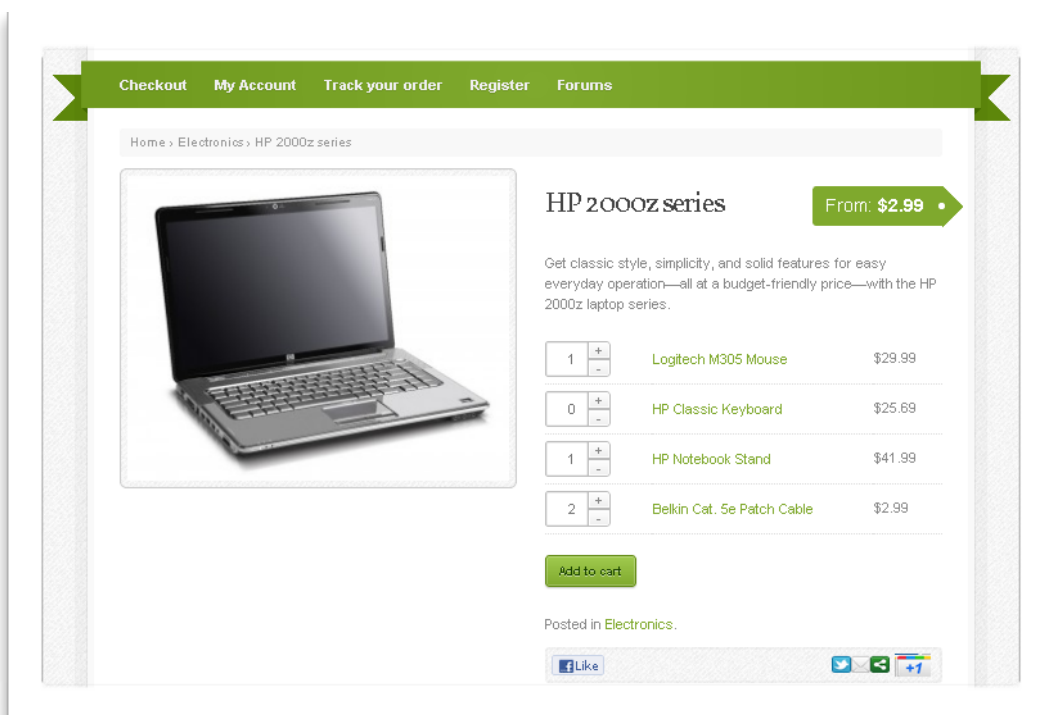 Checkout My Account Track your order Register Forums
Home › Electronics › HP 2000z series
HP 2000z series
From: $2.99
Get classic style, simplicity, and solid features for easy
everyday operation—all at a budget-friendly price—with the HP
2000z laptop series.
1 + - Logitech M305 Mouse $29.99
0 + - HP Classic Keyboard $25.69
1 + - HP Notebook Stand $41.99
2 + - Belkin Cat. 5e Patch Cable $2.99
Add to cart
Posted in Electronics.
Like +1